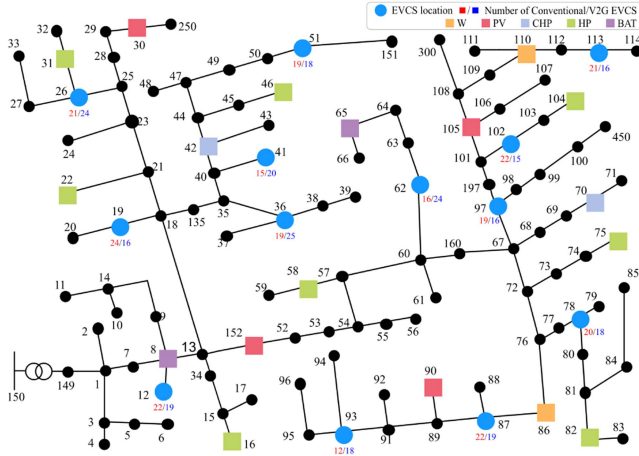 EVCS location / Number of Conventional/V2G EVCS
W PV CHP HP BAT
33 32 29 30 250 51 151 300 111 110 112 113 114
31 28 50 21/16
49 19/18 109 107
27 26 25 48 47 108
21/24 46 65 64 106 104
45 105 103
44 102
23 43 63 450
24 42 66 22/15
41 101 100
21 40 15/20 62 99
22 197 98 71
16/24 70
20 19 35 36 38 39 97 69
24/16 18 135 19/16 68
37 19/25 75
60 160 67 74
58 57 73
11 14 59 72 85
61 79
10 9 152 52 53 54 55 56 77 78
2 13 76 20/18
8 94 84
7 34 96 90 80
150 149 1 12 17 92 88 81
22/19 15
3 93 87 86 82 83
4 5 6 16 95 91 89
12/18 22/19